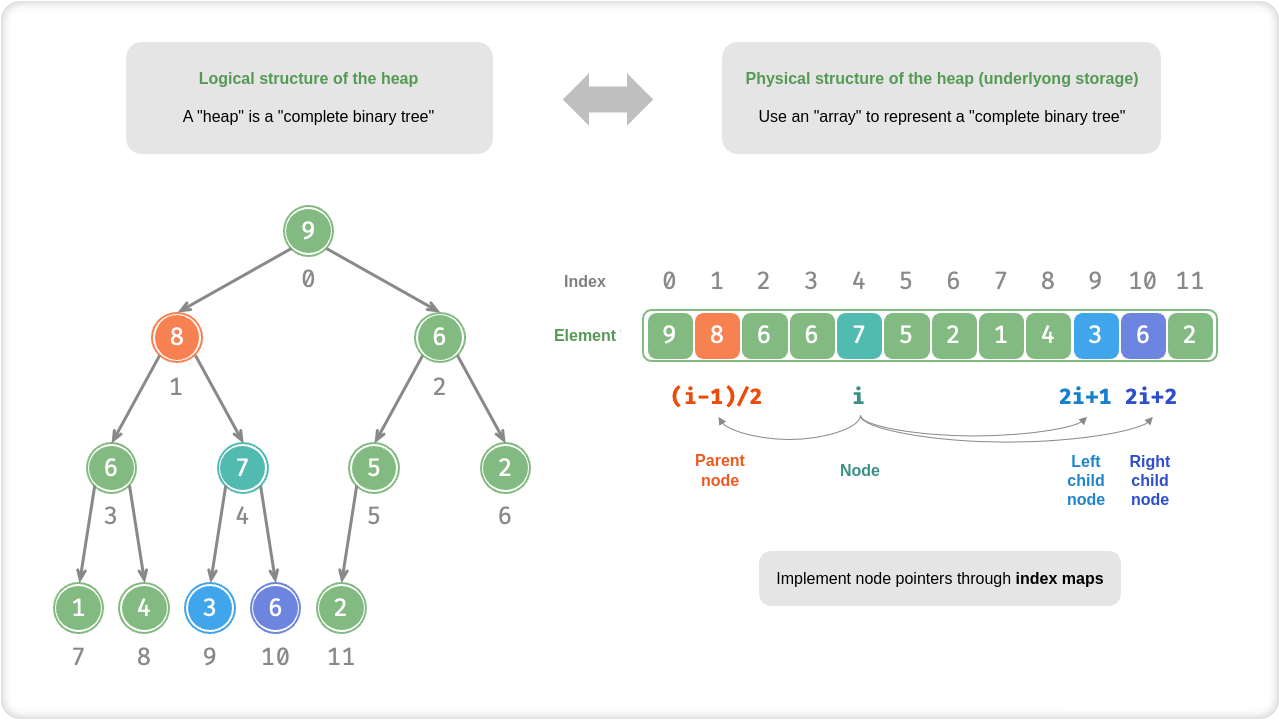 Logical structure of the heap
A "heap" is a "complete binary tree"
Physical structure of the heap (underlyong storage)
Use an "array" to represent a "complete binary tree"
9
0
8
6
1
2
6
7
5
2
3
4
5
6
1
4
3
6
2
7
8
9
10
11
Index 0 1 2 3 4 5 6 7 8 9 10 11
Element 9 8 6 6 7 5 2 1 4 3 6 2
(i-1)/2 i 2i+1 2i+2
Parent
node
Node
Left
child
node
Right
child
node
Implement node pointers through index maps